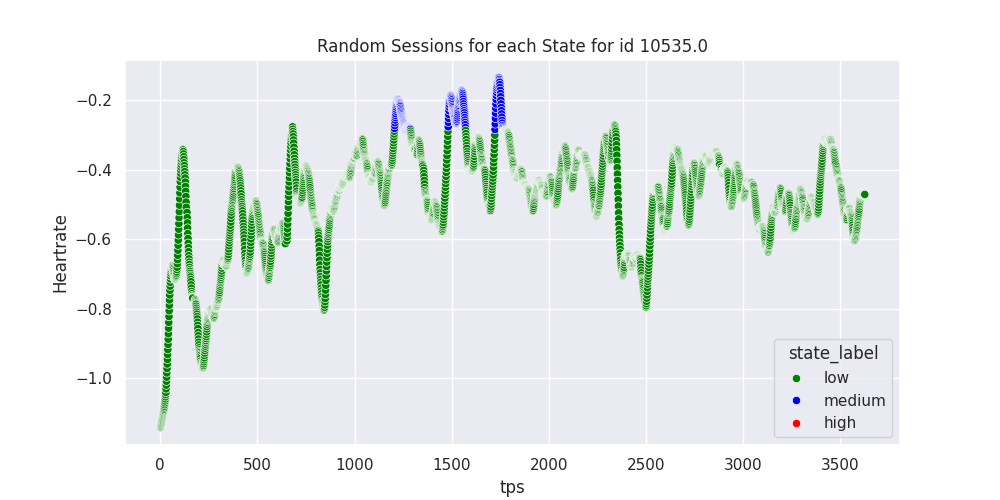 Random Sessions for each State for id 10535.0
Heartrate
−0.2
−0.4
−0.6
−0.8
−1.0
0 500 1000 1500 2000 2500 3000 3500
tps
state_label
low
medium
high